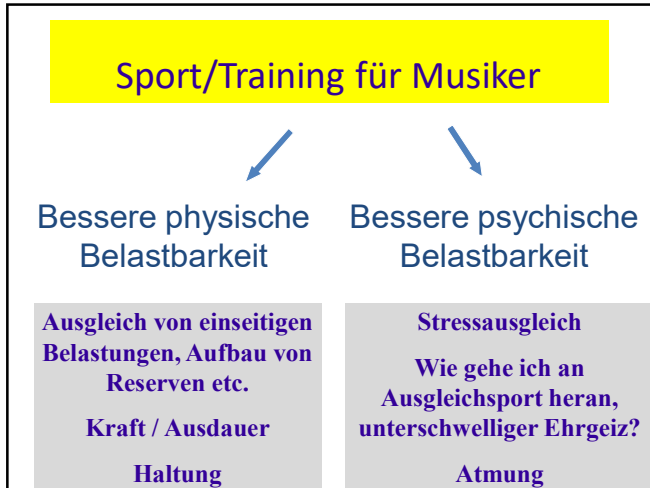 Sport/Training für Musiker
Bessere physische
Belastbarkeit
Bessere psychische
Belastbarkeit
Ausgleich von einseitigen
Belastungen, Aufbau von
Reserven etc.
Kraft / Ausdauer
Haltung
Stressausgleich
Wie gehe ich an
Ausgleichsport heran,
unterschwelliger Ehrgeiz?
Atmung